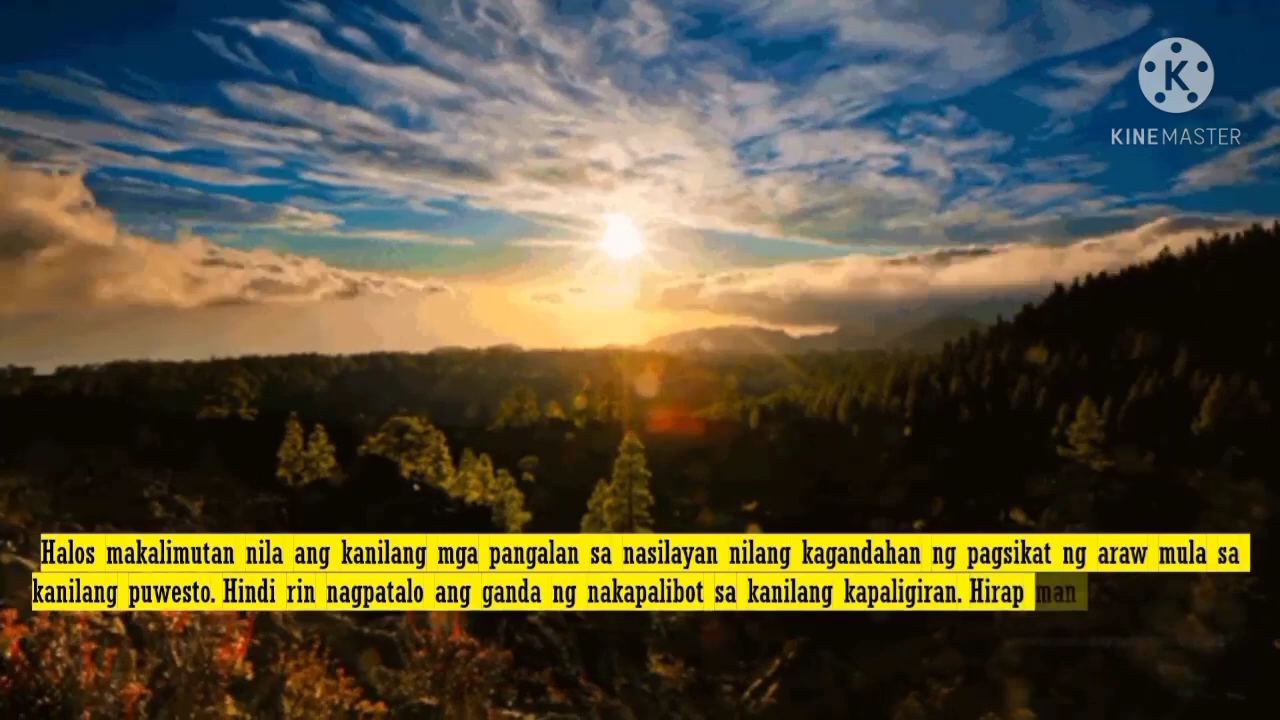 KINEMASTER
Halos makalimutan nila ang kanilang mga pangalan sa nasilayan nilang kagandahan ng pagsikat ng araw mula sa
kanilang puwesto. Hindi rin nagpatalo ang ganda ng nakapalibot sa kanilang kapaligiran. Hirap man